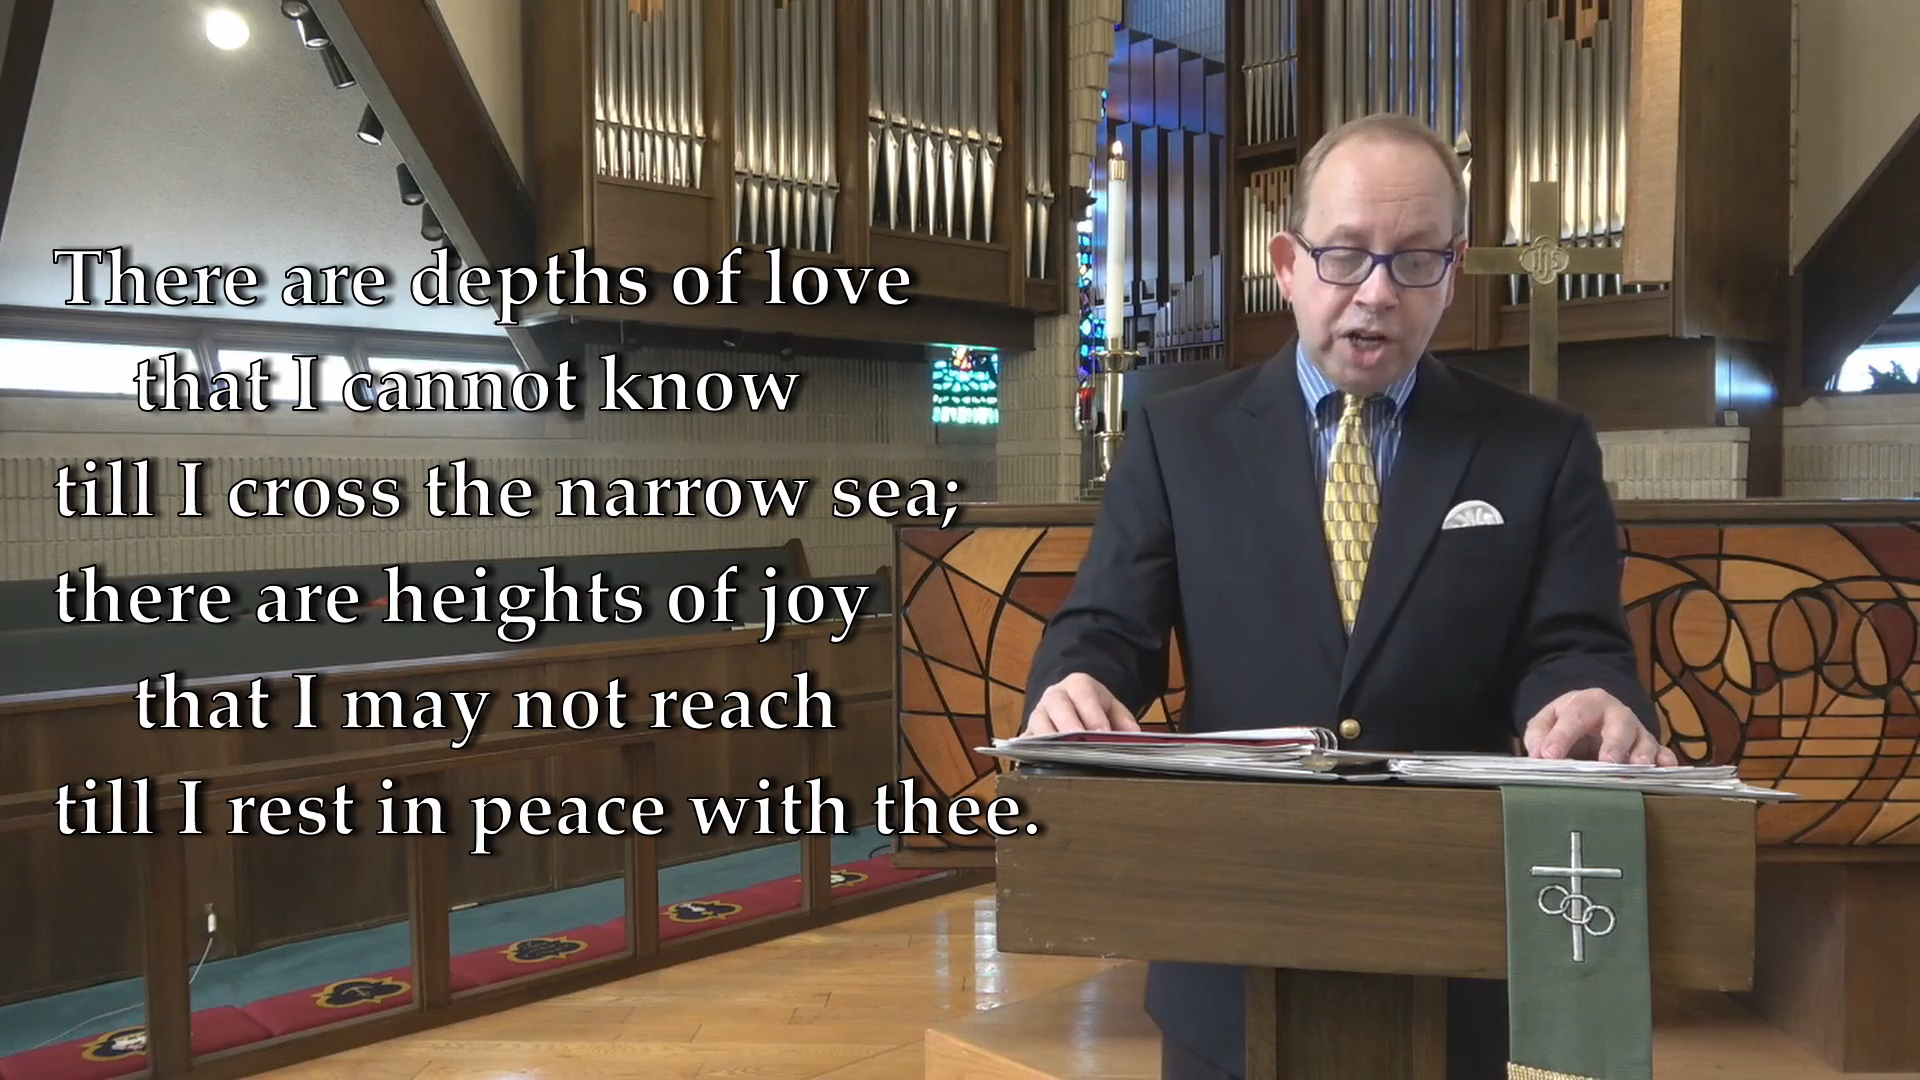 There are depths of love
that I cannot know
till I cross the narrow sea;
there are heights of joy
that I may not reach
till I rest in peace with thee.